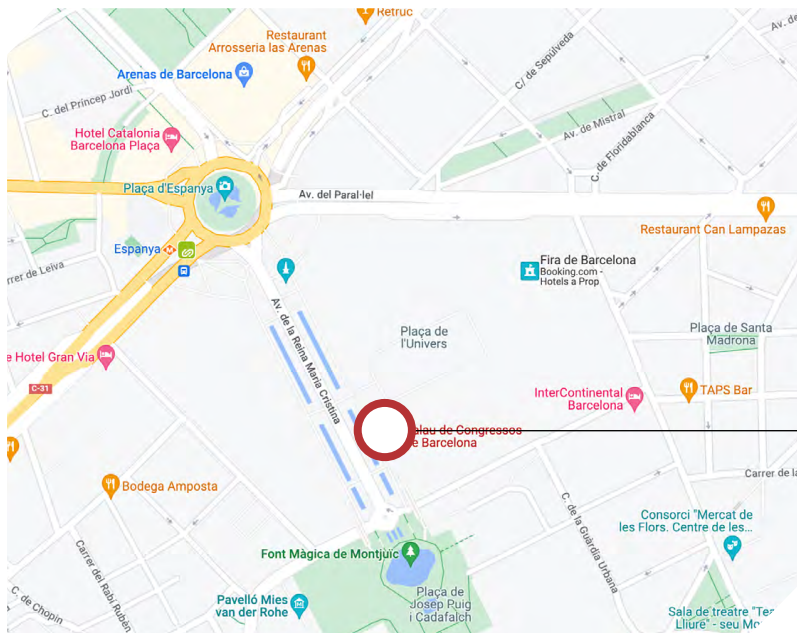 Retruc
Restaurant
Arrosseria las Arenas
Arenas de Barcelona
C/ de Sepúlveda
Av. de
C. del Príncep Jordi
Av. de Mistral
C. de Floridablanca
Hotel Catalonia
Barcelona Plaça
Plaça d'Espanya
Av. del Paral·lel
Restaurant Can Lampazas
Espanya
Fira de Barcelona
Booking.com -
Hotels a Prop
rrer de Leiva
Av. de la Reina Maria Cristina
Plaça de
l'Univers
Plaça de Santa
Madrona
e Hotel Gran Via
C-31
InterContinental
Barcelona
TAPS Bar
alau de Congressos
e Barcelona
Bodega Amposta
Carrer de la
C. de la Guàrdia Urbana
Consorci "Mercat de
les Flors. Centre de les...
Font Màgica de Montjuïc
Carrer del Rabí Rubén
C. de Chopin
Pavelló Mies
van der Rohe
Plaça de
Josep Puig
i Cadafalch
Sala de treatre "Tea
Lliure" - seu Mo